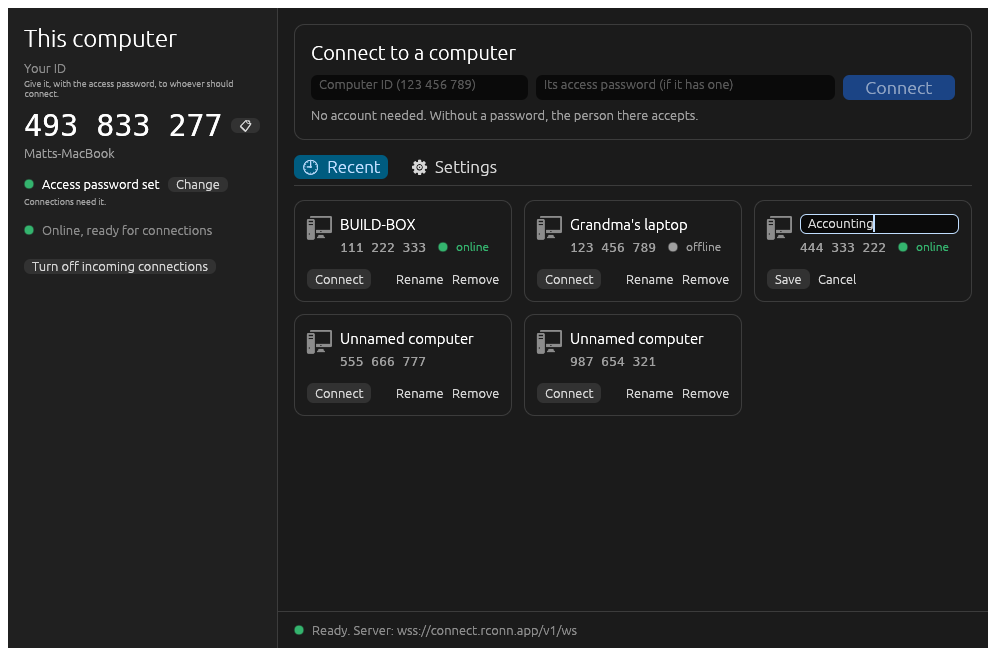 This computer
Your ID
Give it, with the access password, to whoever should
connect.
493 833 277
Matts-MacBook
Access password set Change
Connections need it.
Online, ready for connections
Turn off incoming connections
Connect to a computer
Computer ID (123 456 789) Its access password (if it has one) Connect
No account needed. Without a password, the person there accepts.
Recent Settings
BUILD-BOX
111 222 333 online
Connect Rename Remove
Grandma's laptop
123 456 789 offline
Connect Rename Remove
Accounting
444 333 222 online
Save Cancel
Unnamed computer
555 666 777
Connect Rename Remove
Unnamed computer
987 654 321
Connect Rename Remove
Ready. Server: wss://connect.rconn.app/v1/ws